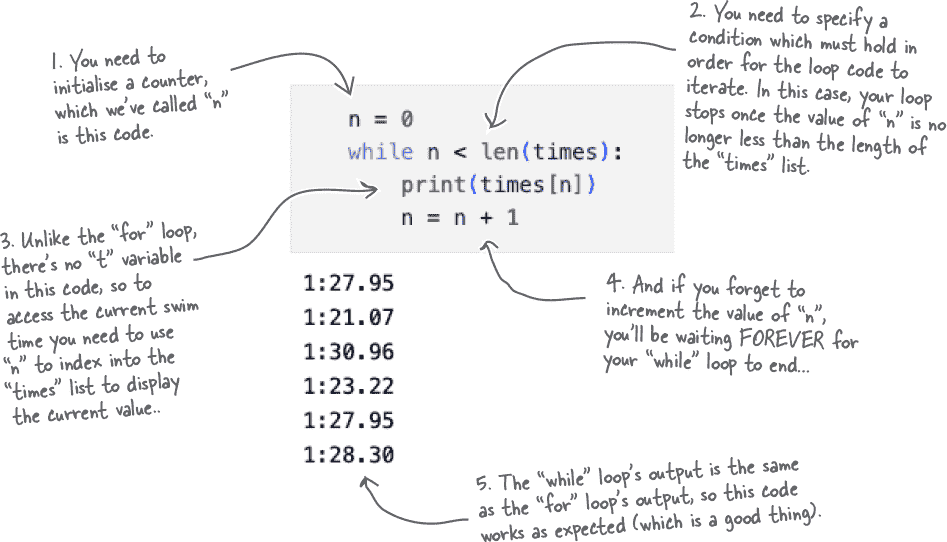 1. You need to
initialise a counter,
which we've called "n"
is this code.
2. You need to specify a
condition which must hold in
order for the loop code to
iterate. In this case, your loop
stops once the value of "n" is no
longer less than the length of
the "times" list.
n = 0
while n < len(times):
print(times[n])
n = n + 1
3. Unlike the "for" loop,
there's no "t" variable
in this code, so to
access the current swim
time you need to use
"n" to index into the
"times" list to display
the current value..
4. And if you forget to
increment the value of "n",
you'll be waiting FOREVER for
your "while" loop to end...
1:27.95
1:21.07
1:30.96
1:23.22
1:27.95
1:28.30
5. The "while" loop's output is the same
as the "for" loop's output, so this code
works as expected (which is a good thing).